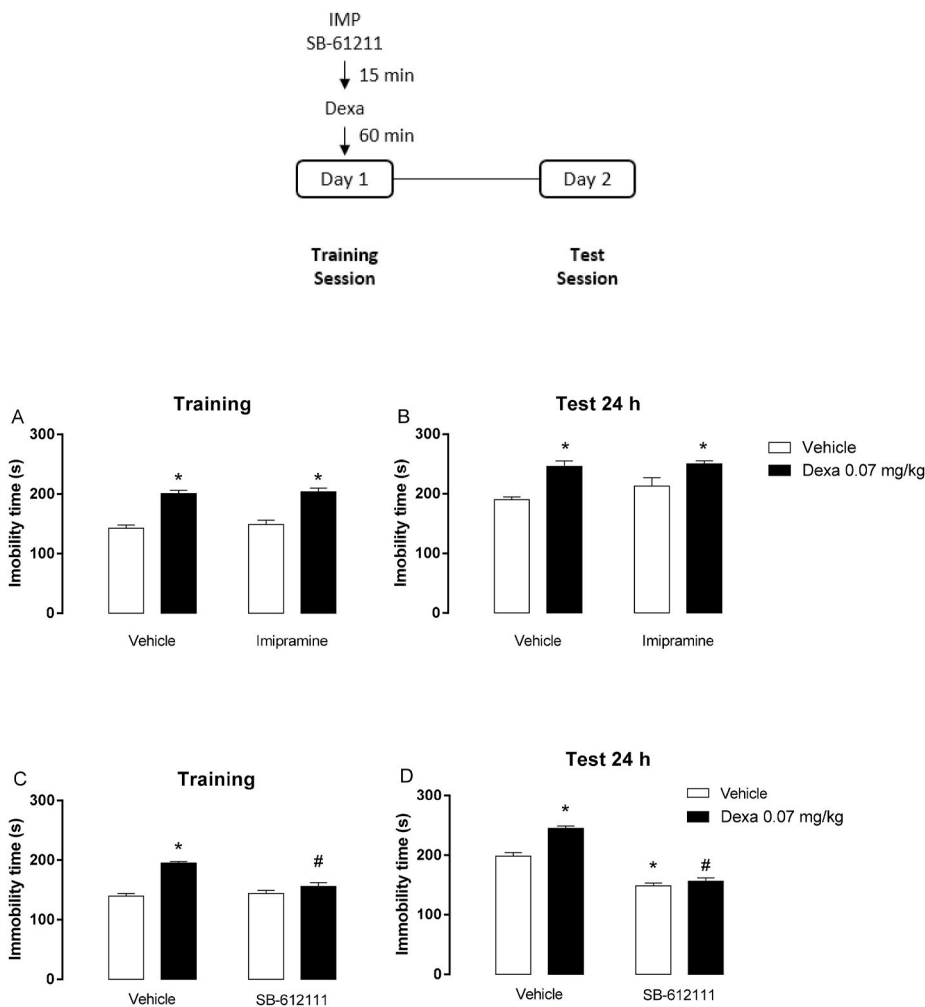 IMP
SB-61211
15 min
Dexa
60 min
Day 1
Day 2
Training
Session
Test
Session
A
Training
300
200
100
0
Imobility time (s)
*
*
Vehicle
Imipramine
B
Test 24 h
300
200
100
0
Imobility time (s)
*
*
Vehicle
Imipramine
Vehicle
Dexa 0.07 mg/kg
C
Training
300
200
100
0
Immobility time (s)
*
#
Vehicle
SB-612111
D
Test 24 h
300
200
100
0
Immobility time (s)
*
*
#
Vehicle
SB-612111
Vehicle
Dexa 0.07 mg/kg